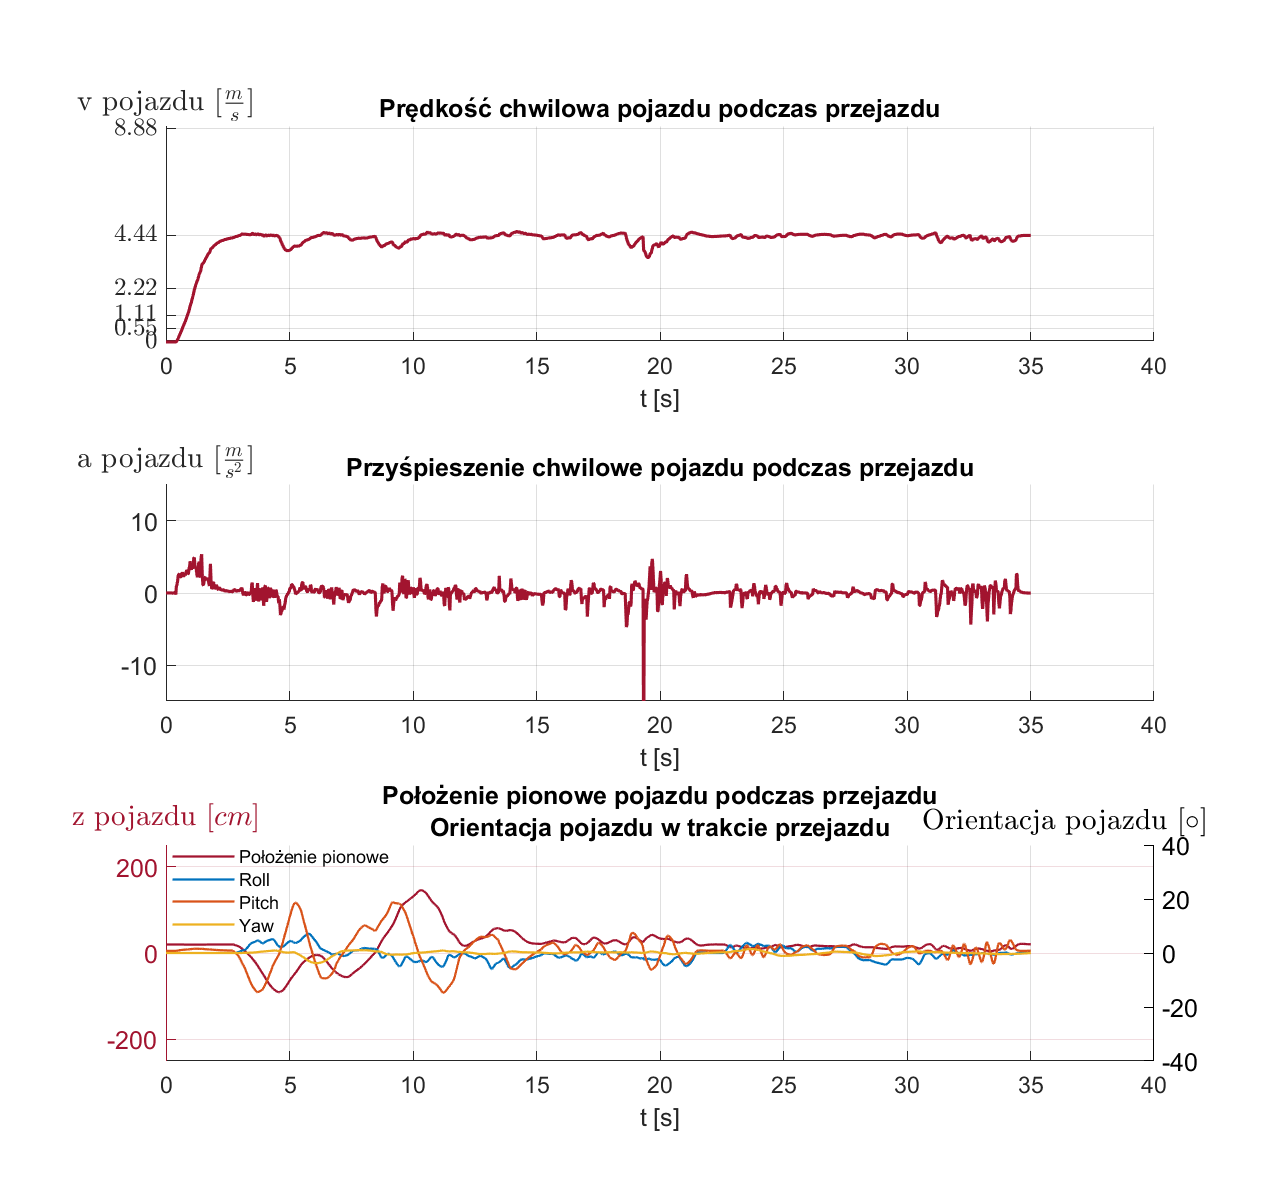 v pojazdu [m/s]
Prędkość chwilowa pojazdu podczas przejazdu
8.88
4.44
2.22
1.11
0.55
0
0 5 10 15 20 25 30 35 40
t [s]
a pojazdu [m/s²]
Przyśpieszenie chwilowe pojazdu podczas przejazdu
10
0
-10
0 5 10 15 20 25 30 35 40
t [s]
Położenie pionowe pojazdu podczas przejazdu
z pojazdu [cm]
Orientacja pojazdu w trakcie przejazdu
Orientacja pojazdu [∘]
200
0
-200
Położenie pionowe
Roll
Pitch
Yaw
40
20
0
-20
-40
0 5 10 15 20 25 30 35 40
t [s]